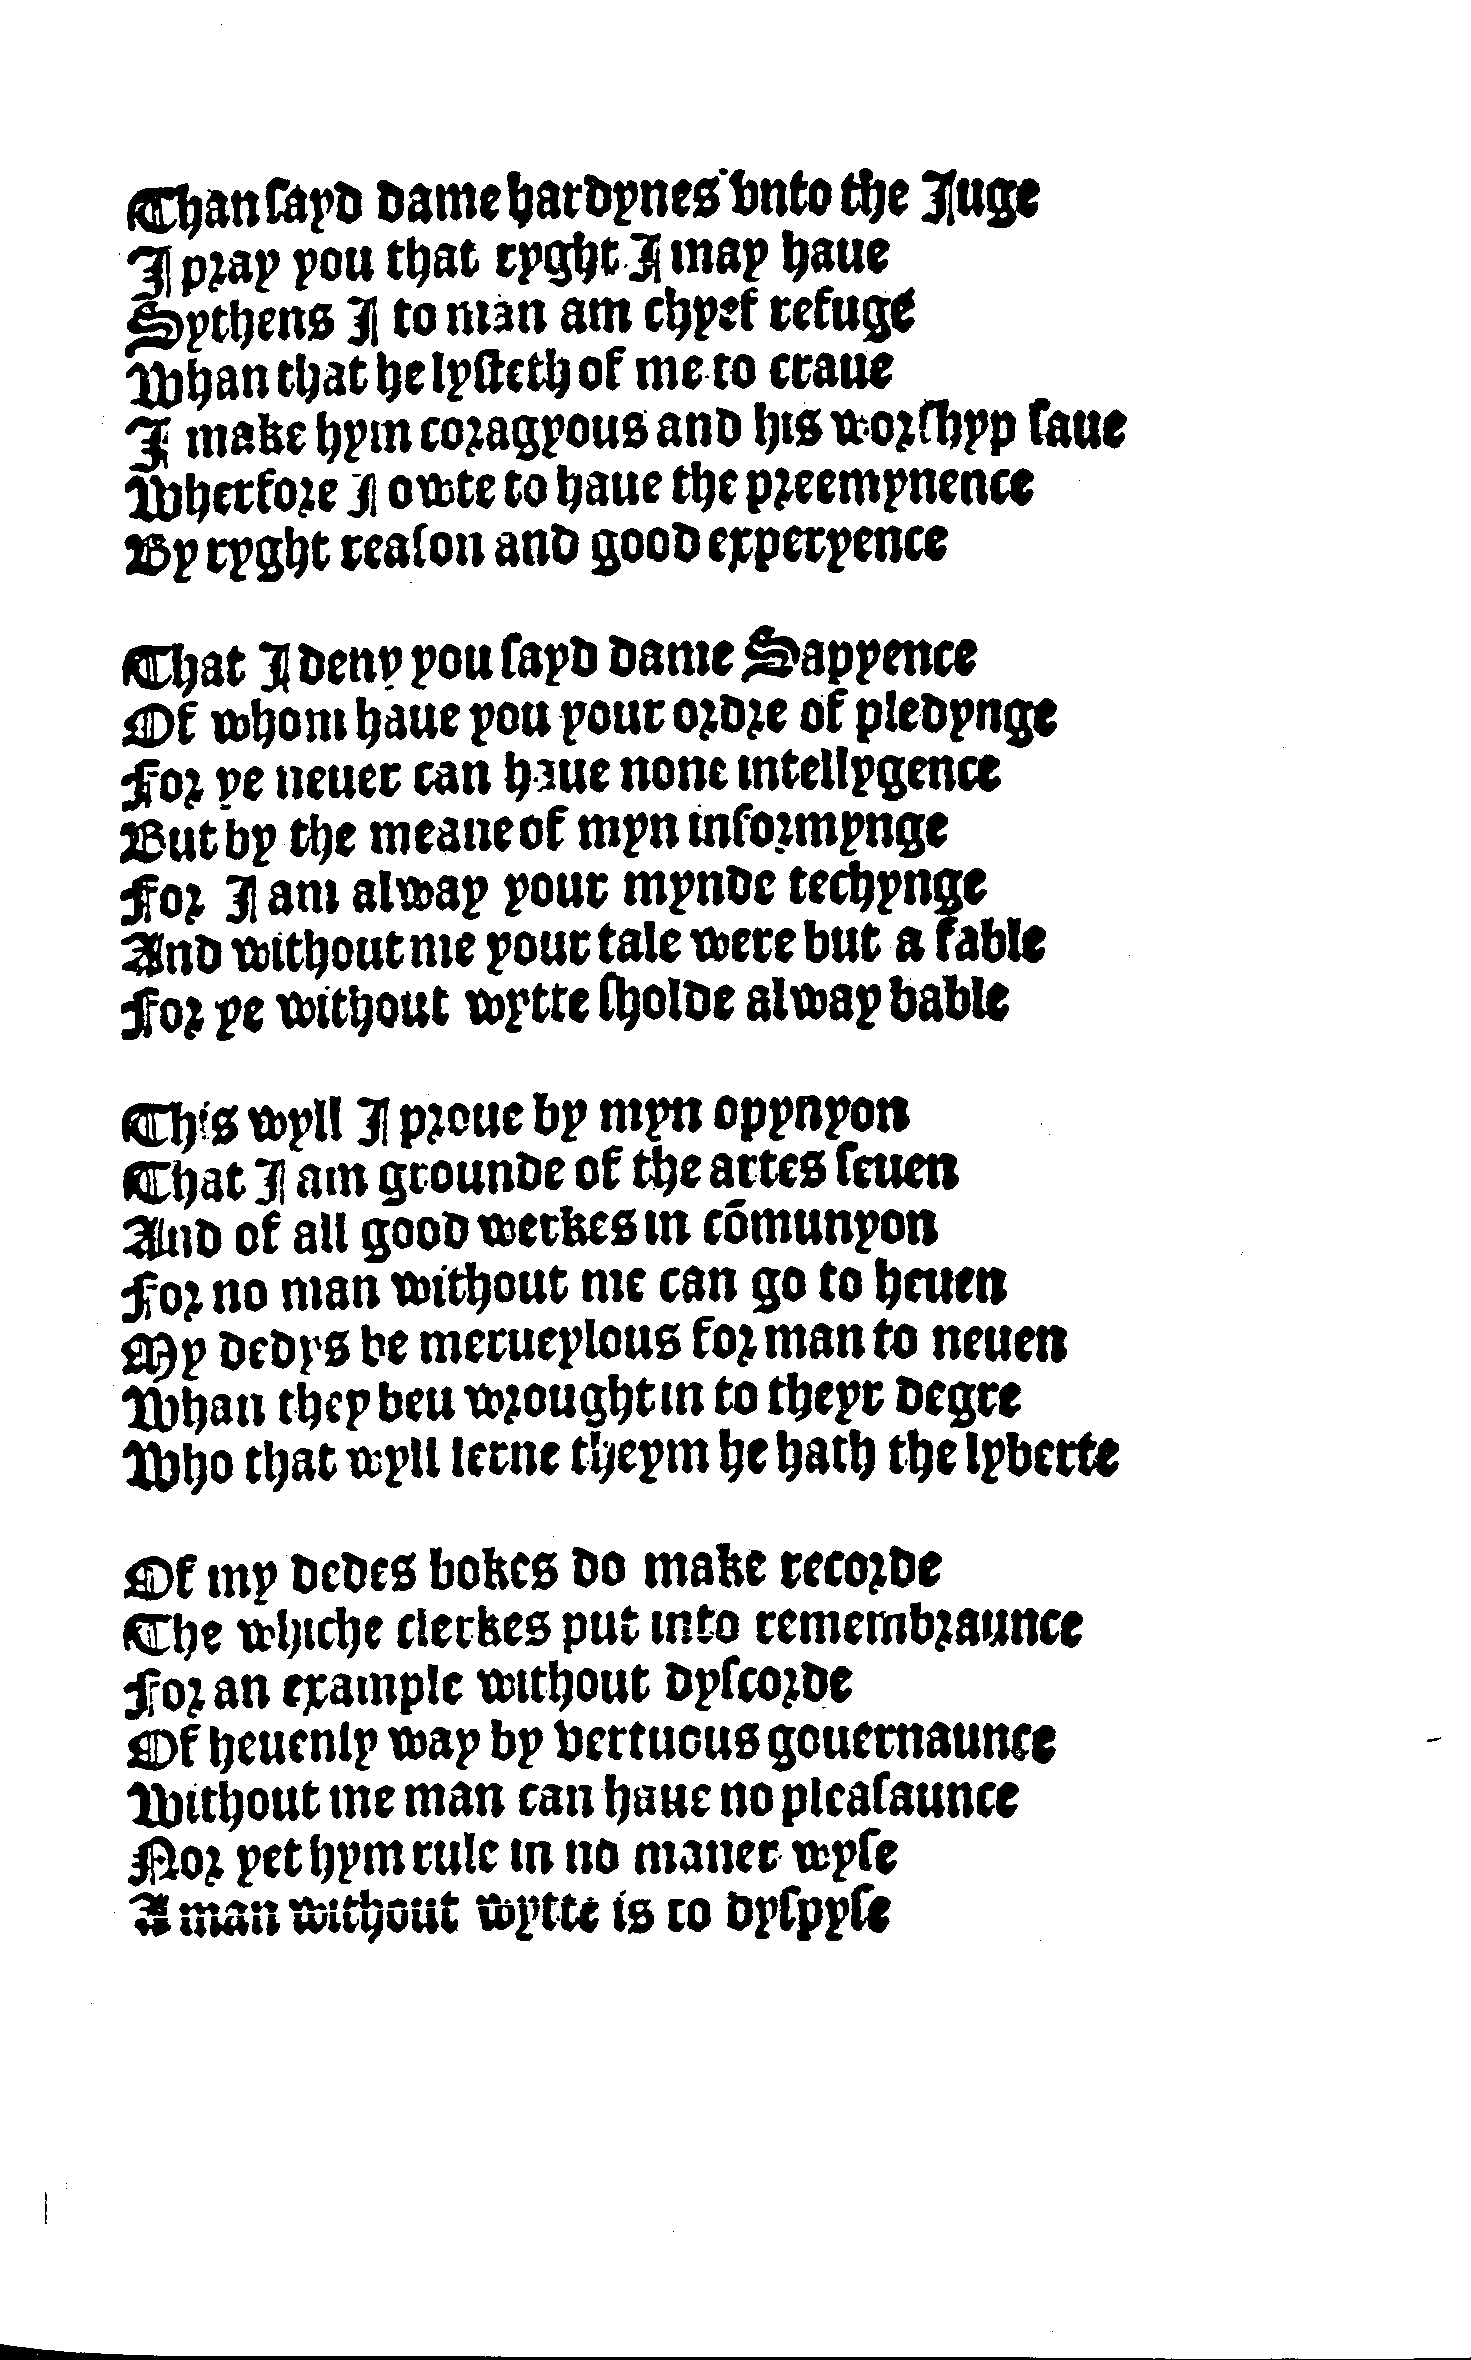 Than sayd dame hardynes vnto the Juge
I pray you that ryght I may haue
Sythens I to man am chyef refuge
Whan that he lysteth of me to craue
I make hym coragyous and his worshyp saue
Wherfore I owte to haue the preemynence
By ryght reason and good experyence

That I deny you sayd dame Sapyence
Of whom haue you your ordre of pledynge
For ye neuer can haue none intellygence
But by the meane of myn informynge
For I am alway your mynde techynge
And without me your tale were but a fable
For ye without wytte sholde alway bable

This wyll I proue by myn opynyon
That I am grounde of the artes seuen
And of all good werkes in cōmunyon
For no man without me can go to heuen
My dedys be merueylous for man to neuen
Whan they beu wrought in to theyr degre
Who that wyll lerne theym he hath the lyberte

Of my dedes bokes do make recorde
The whiche clerkes put into remembraunce
For an example without dyscorde
Of heuenly way by vertuous gouernaunce
Without me man can haue no pleasaunce
Nor yet hym rule in no maner wyse
A man without wytte is to dyspyse